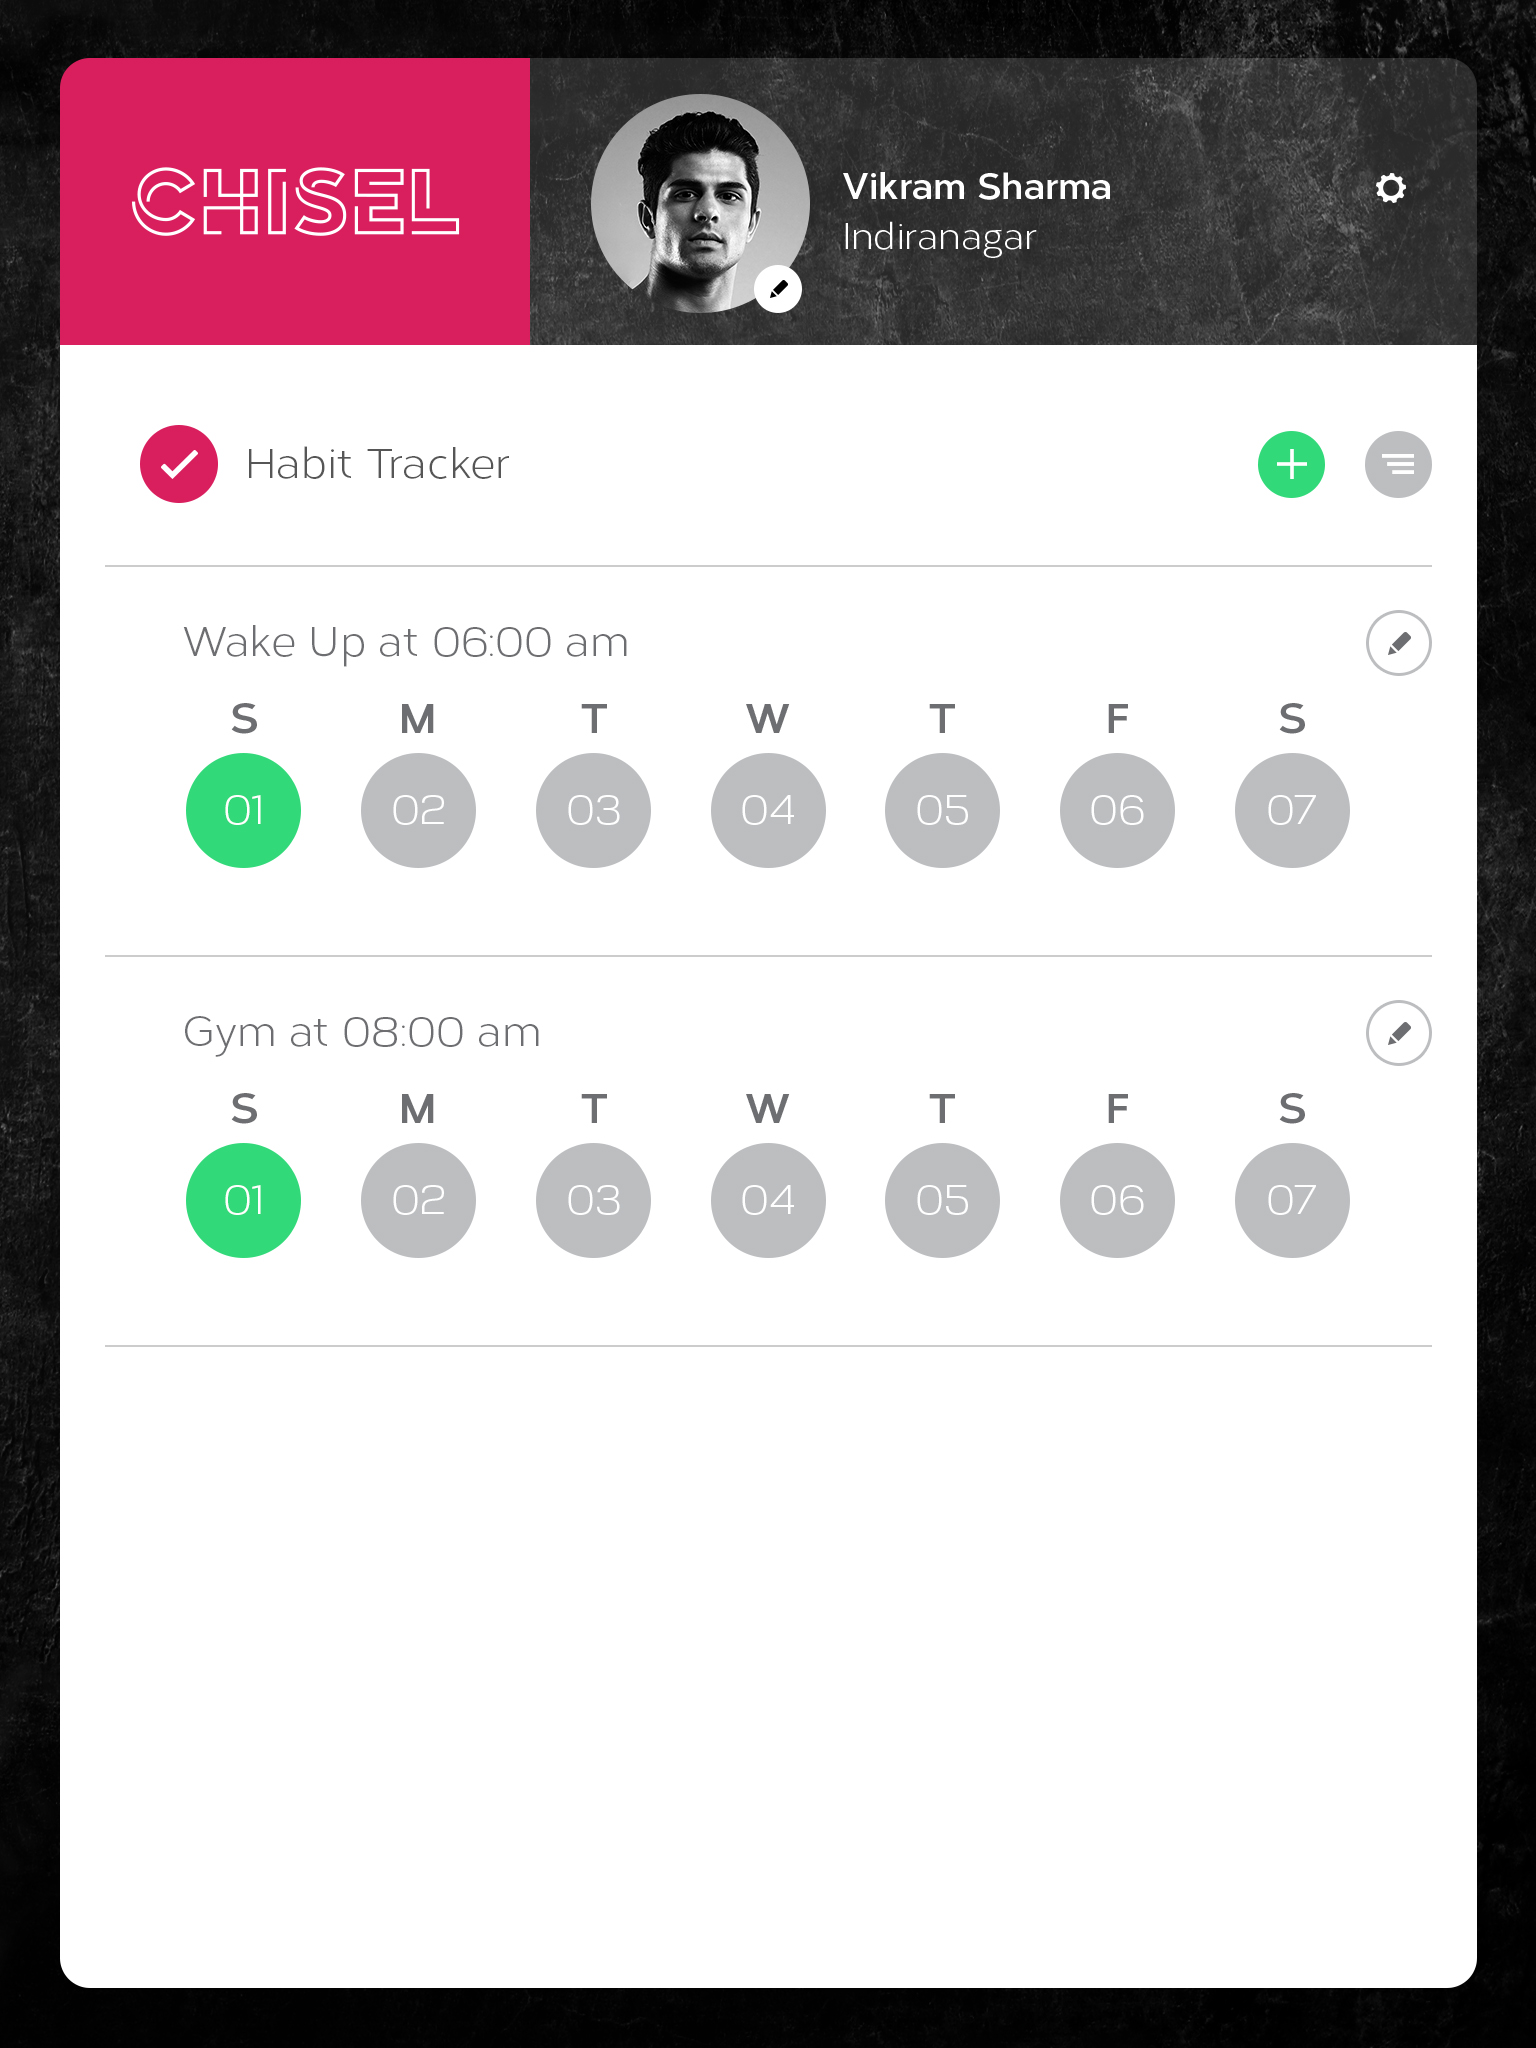 CHISEL
Vikram Sharma
Indiranagar
Habit Tracker
Wake Up at 06:00 am
S M T W T F S
01 02 03 04 05 06 07
Gym at 08:00 am
S M T W T F S
01 02 03 04 05 06 07